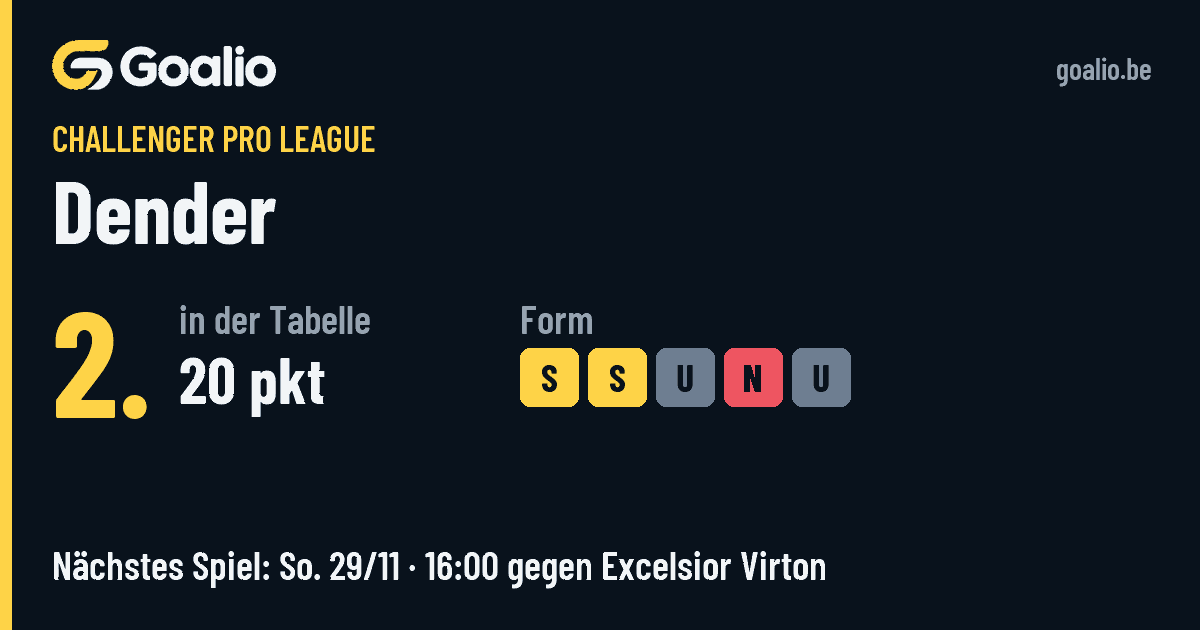 Goalio
goalio.be
CHALLENGER PRO LEAGUE
Dender
2.
in der Tabelle
20 pkt
Form
S S U N U
Nächstes Spiel: So. 29/11 · 16:00 gegen Excelsior Virton